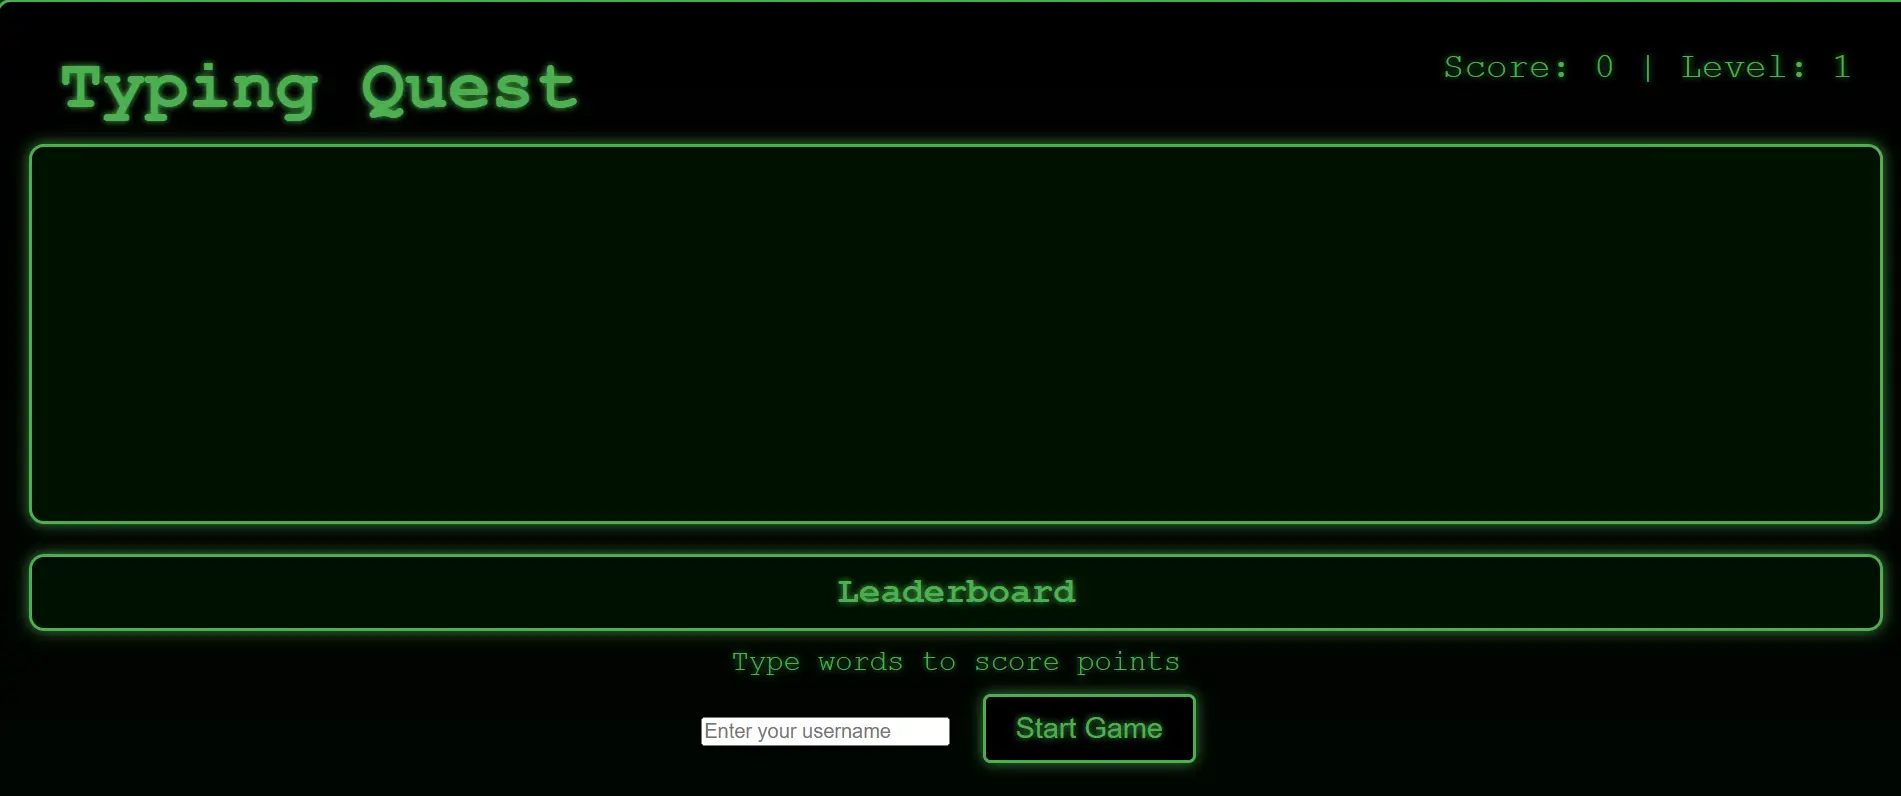 Typing Quest
Score: 0 | Level: 1
Leaderboard
Type words to score points
Enter your username
Start Game